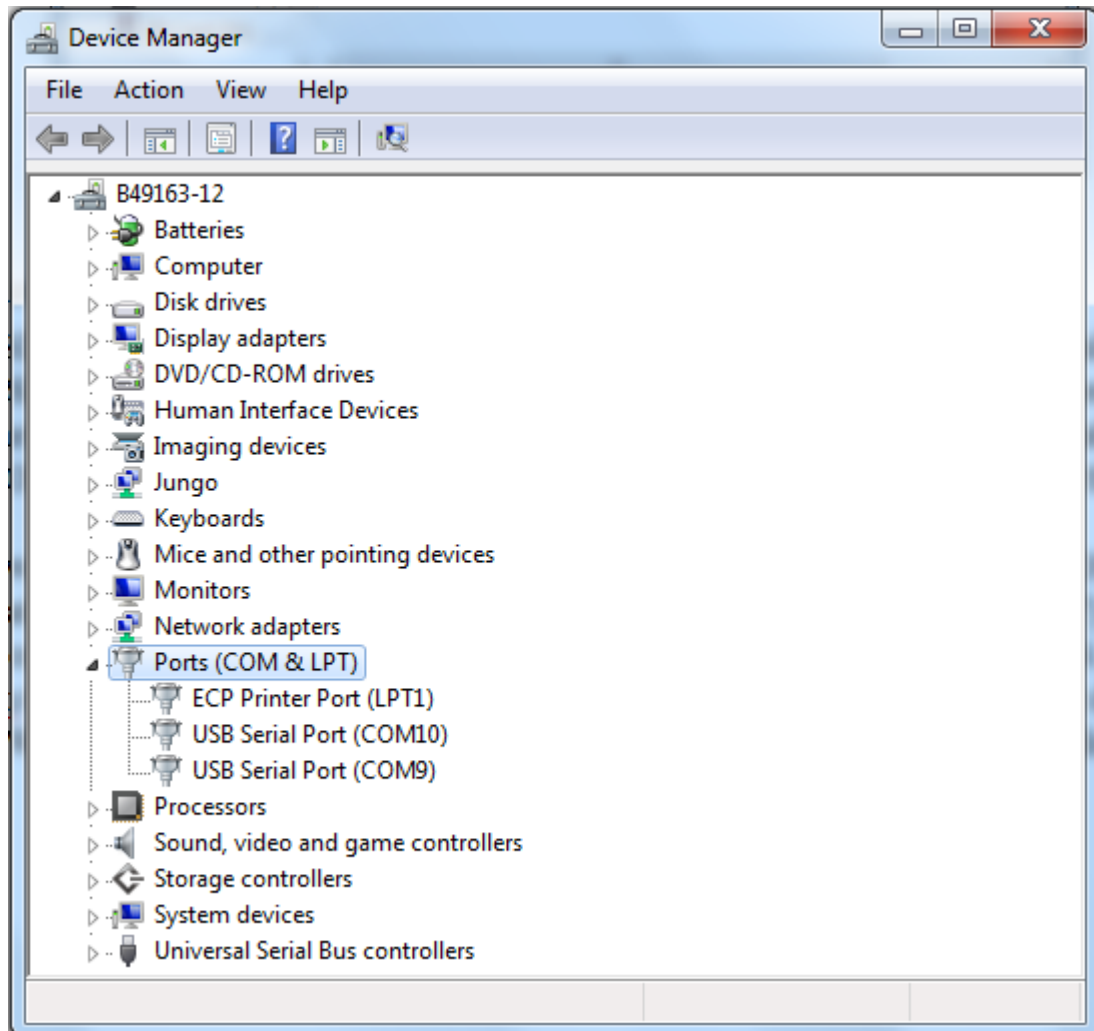 Device Manager
File Action View Help
B49163-12
Batteries
Computer
Disk drives
Display adapters
DVD/CD-ROM drives
Human Interface Devices
Imaging devices
Jungo
Keyboards
Mice and other pointing devices
Monitors
Network adapters
Ports (COM & LPT)
ECP Printer Port (LPT1)
USB Serial Port (COM10)
USB Serial Port (COM9)
Processors
Sound, video and game controllers
Storage controllers
System devices
Universal Serial Bus controllers